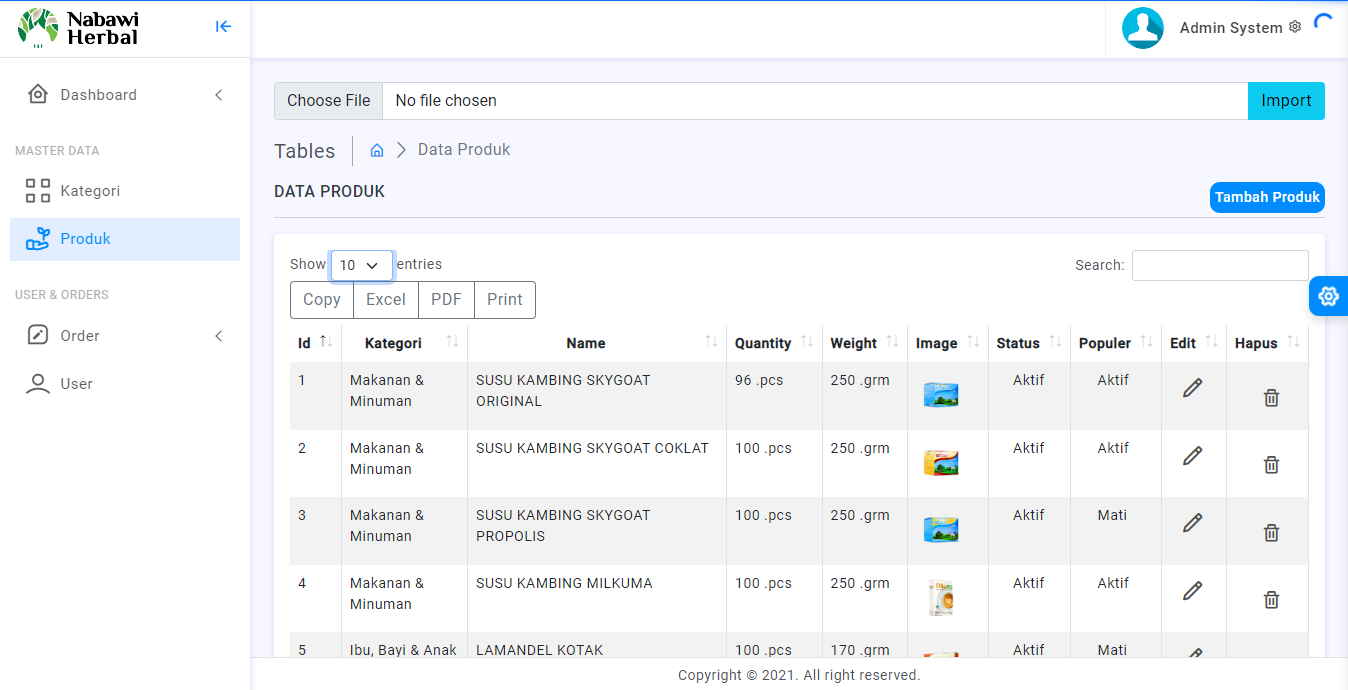 Nabawi
Herbal
Admin System
Dashboard
MASTER DATA
Kategori
Produk
USER & ORDERS
Order
User
Choose File No file chosen Import
Tables Data Produk
DATA PRODUK
Tambah Produk
Show 10 entries
Search:
Copy Excel PDF Print
Id Kategori Name Quantity Weight Image Status Populer Edit Hapus
1 Makanan & SUSU KAMBING SKYGOAT 96 .pcs 250 .grm Aktif Aktif
Minuman ORIGINAL
2 Makanan & SUSU KAMBING SKYGOAT COKLAT 100 .pcs 250 .grm Aktif Aktif
Minuman
3 Makanan & SUSU KAMBING SKYGOAT 100 .pcs 250 .grm Aktif Mati
Minuman PROPOLIS
4 Makanan & SUSU KAMBING MILKUMA 100 .pcs 250 .grm Aktif Aktif
Minuman
5 Ibu, Bayi & Anak LAMANDEL KOTAK 100 .pcs 170 .grm Aktif Mati
Copyright © 2021. All right reserved.